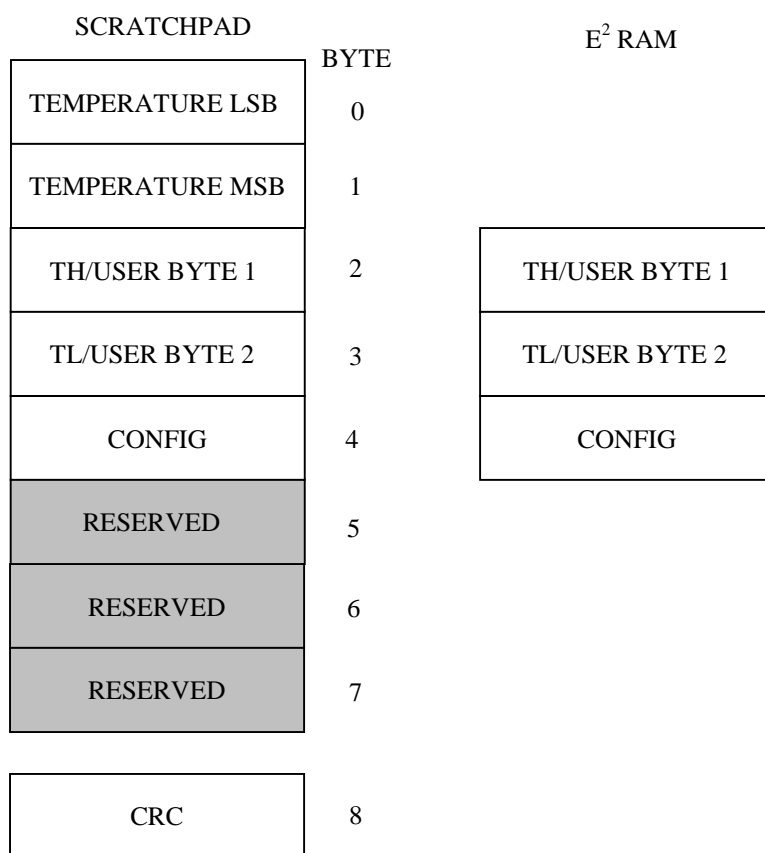 SCRATCHPAD
BYTE
E² RAM
TEMPERATURE LSB 0
TEMPERATURE MSB 1
TH/USER BYTE 1 2 TH/USER BYTE 1
TL/USER BYTE 2 3 TL/USER BYTE 2
CONFIG 4 CONFIG
RESERVED 5
RESERVED 6
RESERVED 7
CRC 8